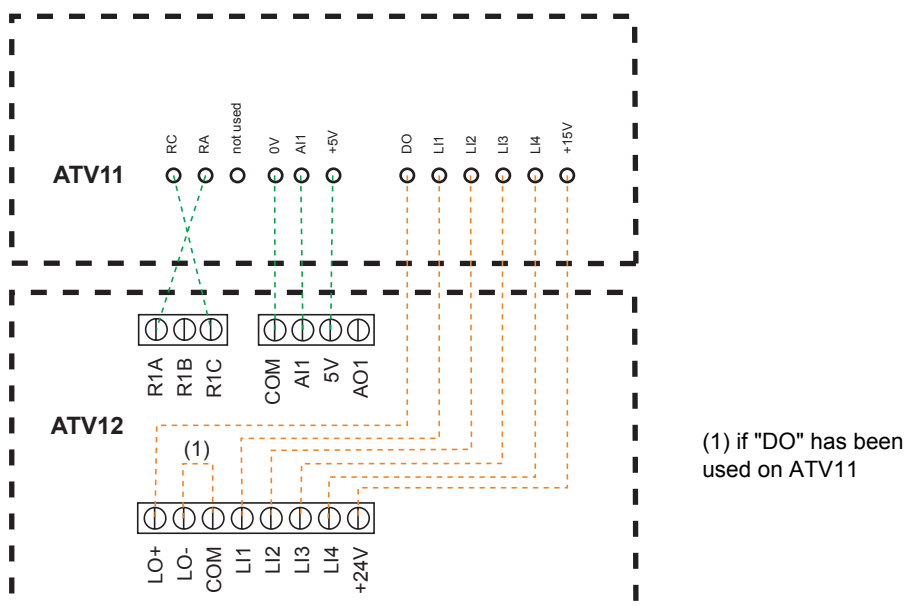 RC
RA
not used
0V
AI1
+5V
DO
LI1
LI2
LI3
LI4
+15V
ATV11
R1A
R1B
R1C
COM
AI1
5V
AO1
ATV12
(1)
(1) if "DO" has been
used on ATV11
LO+
LO-
COM
LI1
LI2
LI3
LI4
+24V